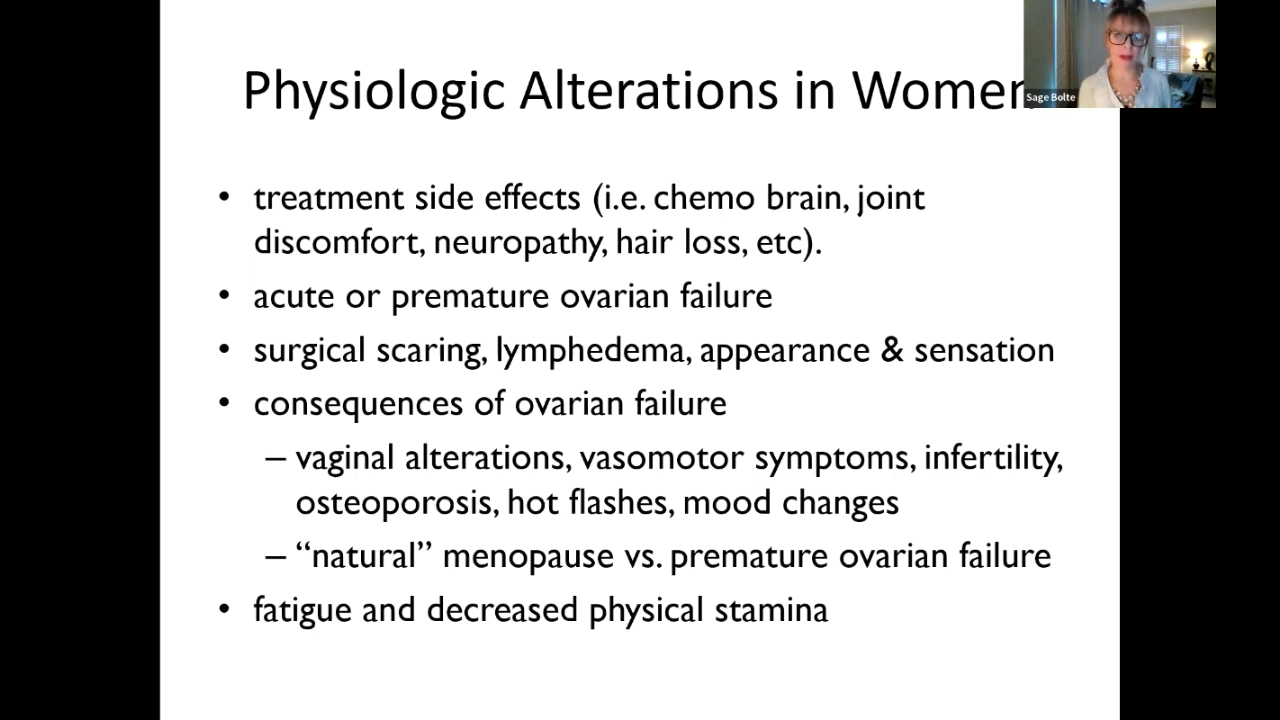 Physiologic Alterations in Women
Sage Bolte
• treatment side effects (i.e. chemo brain, joint
discomfort, neuropathy, hair loss, etc).
• acute or premature ovarian failure
• surgical scaring, lymphedema, appearance & sensation
• consequences of ovarian failure
– vaginal alterations, vasomotor symptoms, infertility,
osteoporosis, hot flashes, mood changes
– “natural” menopause vs. premature ovarian failure
• fatigue and decreased physical stamina